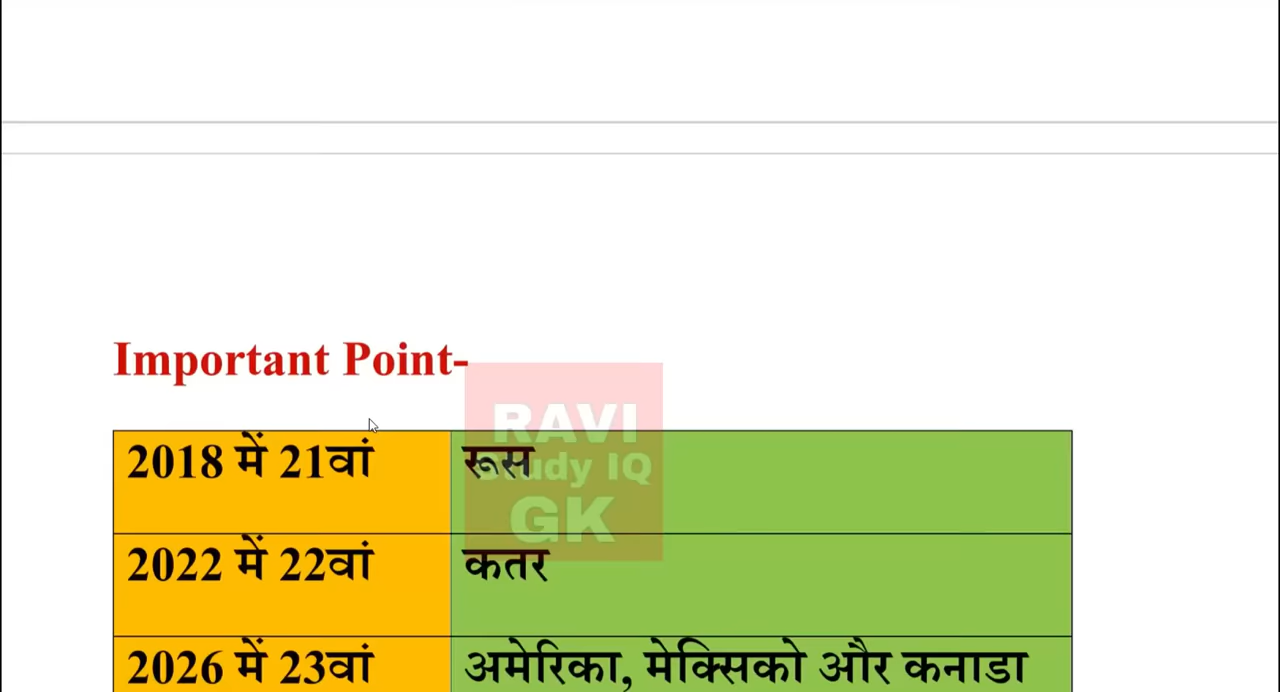 Important Point-
RAVI
Study IQ
GK
2018 में 21वां रूस
2022 में 22वां कतर
2026 में 23वां अमेरिका, मेक्सिको और कनाडा